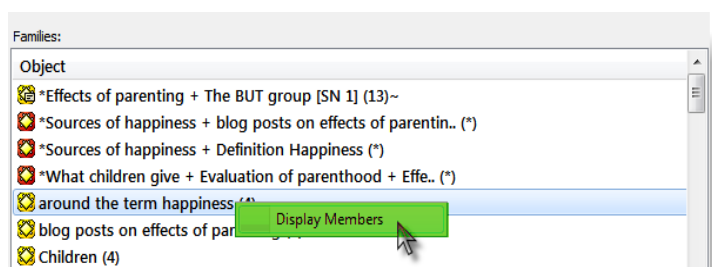 Families:
Object
*Effects of parenting + The BUT group [SN 1] (13)~
*Sources of happiness + blog posts on effects of parentin.. (*)
*Sources of happiness + Definition Happiness (*)
*What children give + Evaluation of parenthood + Effe.. (*)
around the term happiness (4)
Display Members
blog posts on effects of par
Children (4)